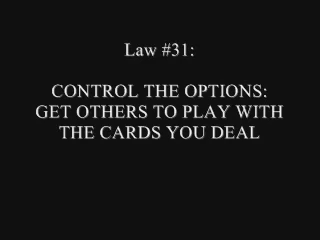 Law #31:
CONTROL THE OPTIONS:
GET OTHERS TO PLAY WITH
THE CARDS YOU DEAL